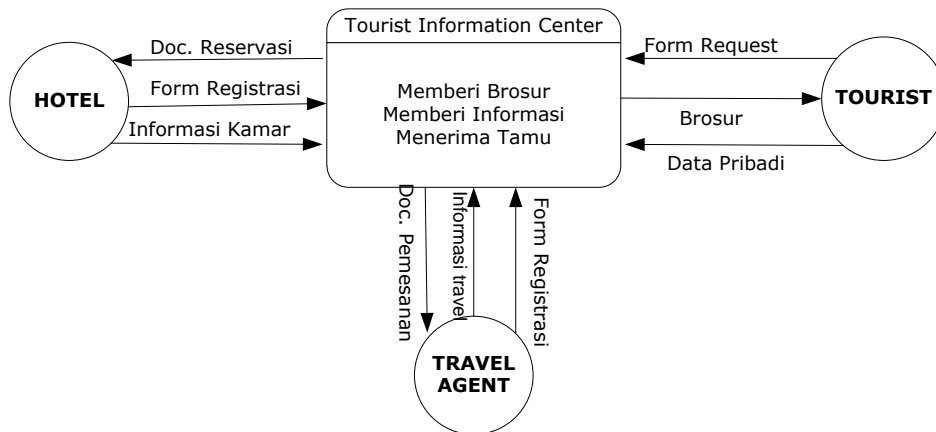 Tourist Information Center
Doc. Reservasi
Form Request
Form Registrasi
HOTEL
Memberi Brosur
Memberi Informasi
Menerima Tamu
TOURIST
Informasi Kamar
Brosur
Data Pribadi
Doc. Pemesanan
Informasi travel
Form Registrasi
TRAVEL
AGENT